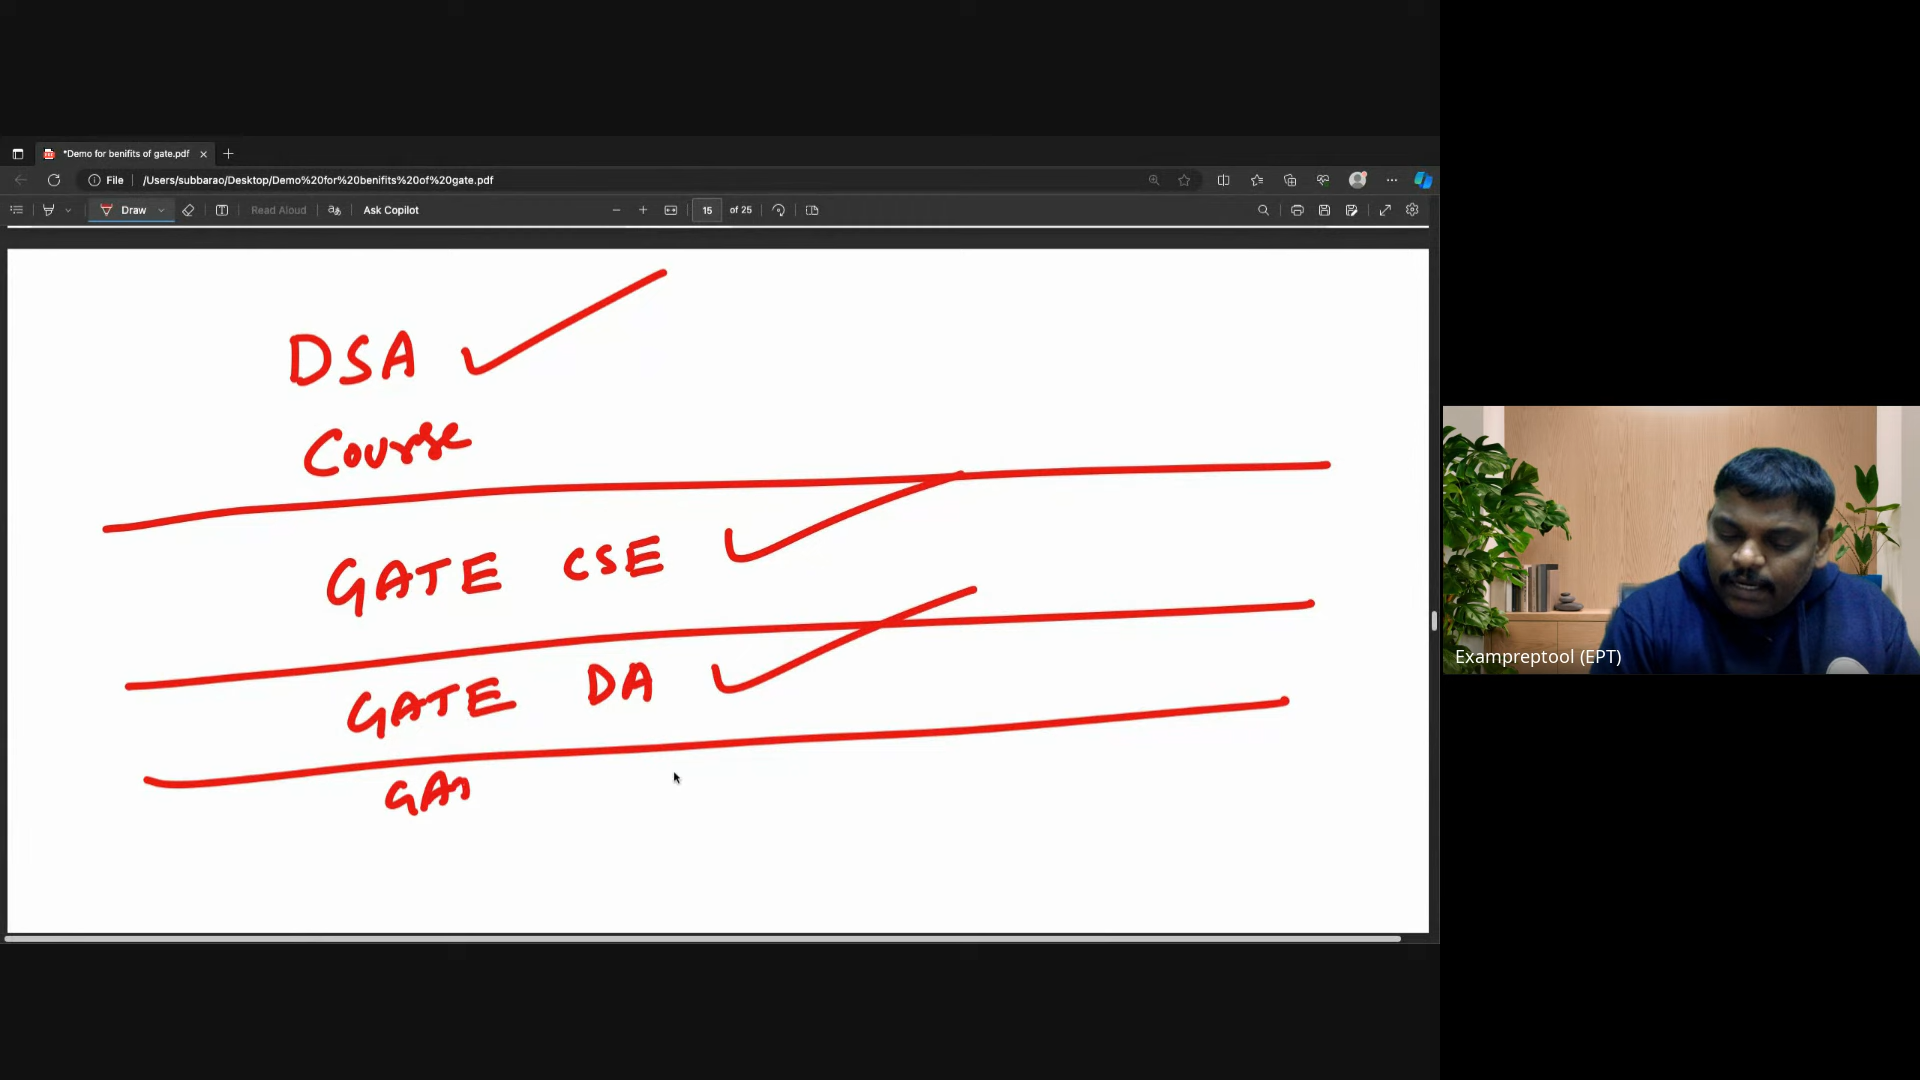 *Demo for benifits of gate.pdf
File /Users/subbarao/Desktop/Demo%20for%20benifits%20of%20gate.pdf
Draw Read Aloud Ask Copilot 15 of 25
DSA
Course
GATE CSE
GATE DA
Exampreptool (EPT)